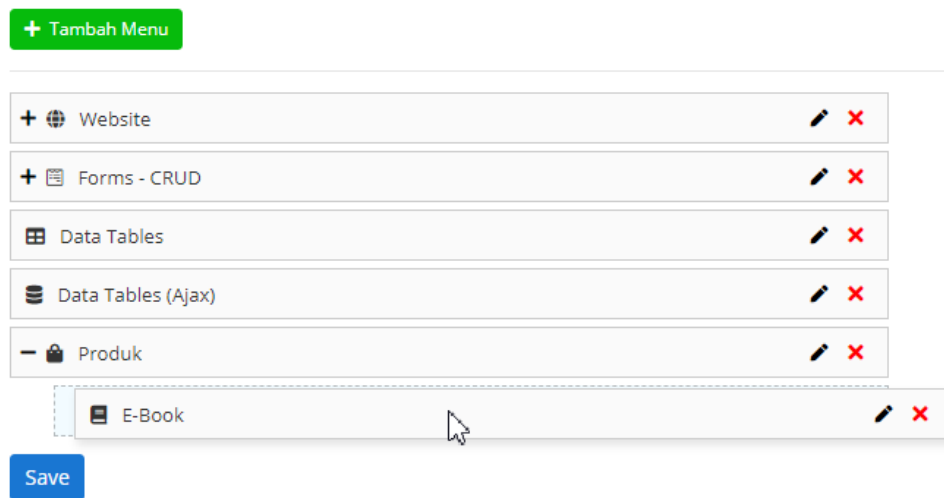 Tambah Menu
Website
Forms - CRUD
Data Tables
Data Tables (Ajax)
Produk
E-Book
Save